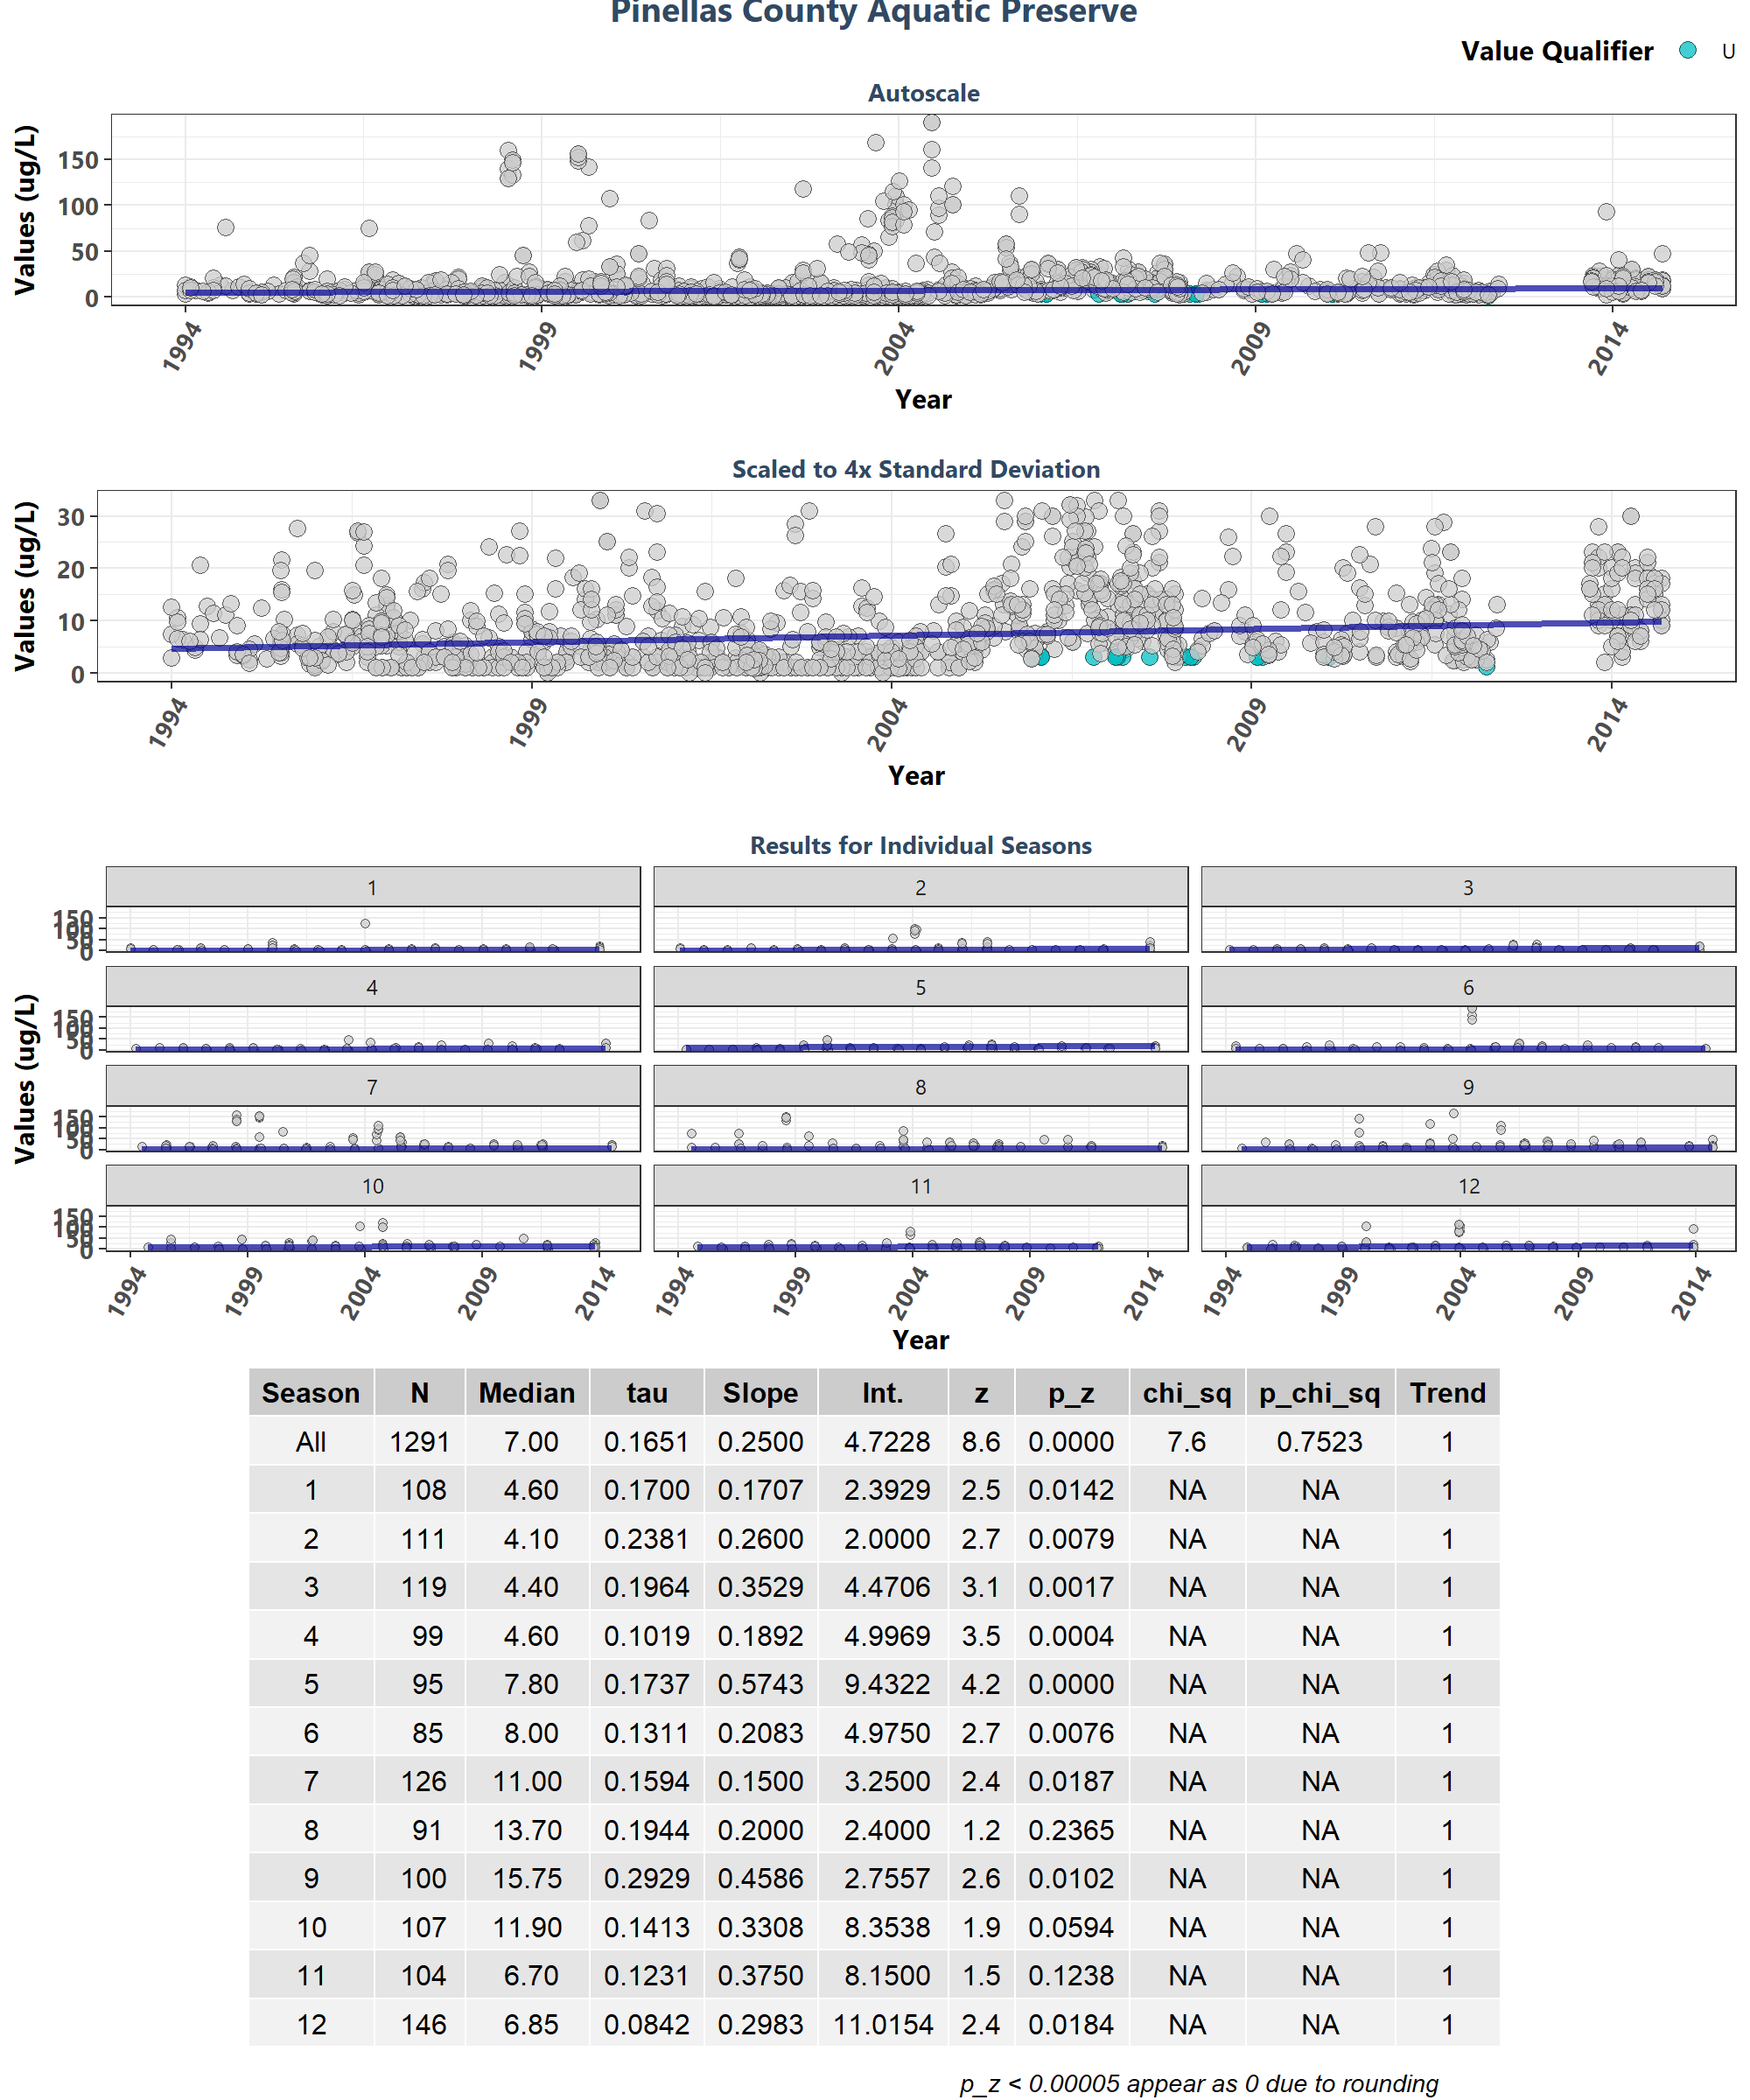 Pinellas County Aquatic Preserve
Value Qualifier U
Autoscale
Values (ug/L)
150
100
50
0
1994 1999 2004 2009 2014
Year
Scaled to 4x Standard Deviation
Values (ug/L)
30
20
10
0
1994 1999 2004 2009 2014
Year
Results for Individual Seasons
Values (ug/L)
1 2 3
150
100
50
0
4 5 6
150
100
50
0
7 8 9
150
100
50
0
10 11 12
150
100
50
0
1994 1999 2004 2009 2014 1994 1999 2004 2009 2014 1994 1999 2004 2009 2014
Year
Season N Median tau Slope Int. z p_z chi_sq p_chi_sq Trend
All 1291 7.00 0.1651 0.2500 4.7228 8.6 0.0000 7.6 0.7523 1
1 108 4.60 0.1700 0.1707 2.3929 2.5 0.0142 NA NA 1
2 111 4.10 0.2381 0.2600 2.0000 2.7 0.0079 NA NA 1
3 119 4.40 0.1964 0.3529 4.4706 3.1 0.0017 NA NA 1
4 99 4.60 0.1019 0.1892 4.9969 3.5 0.0004 NA NA 1
5 95 7.80 0.1737 0.5743 9.4322 4.2 0.0000 NA NA 1
6 85 8.00 0.1311 0.2083 4.9750 2.7 0.0076 NA NA 1
7 126 11.00 0.1594 0.1500 3.2500 2.4 0.0187 NA NA 1
8 91 13.70 0.1944 0.2000 2.4000 1.2 0.2365 NA NA 1
9 100 15.75 0.2929 0.4586 2.7557 2.6 0.0102 NA NA 1
10 107 11.90 0.1413 0.3308 8.3538 1.9 0.0594 NA NA 1
11 104 6.70 0.1231 0.3750 8.1500 1.5 0.1238 NA NA 1
12 146 6.85 0.0842 0.2983 11.0154 2.4 0.0184 NA NA 1
p_z < 0.00005 appear as 0 due to rounding